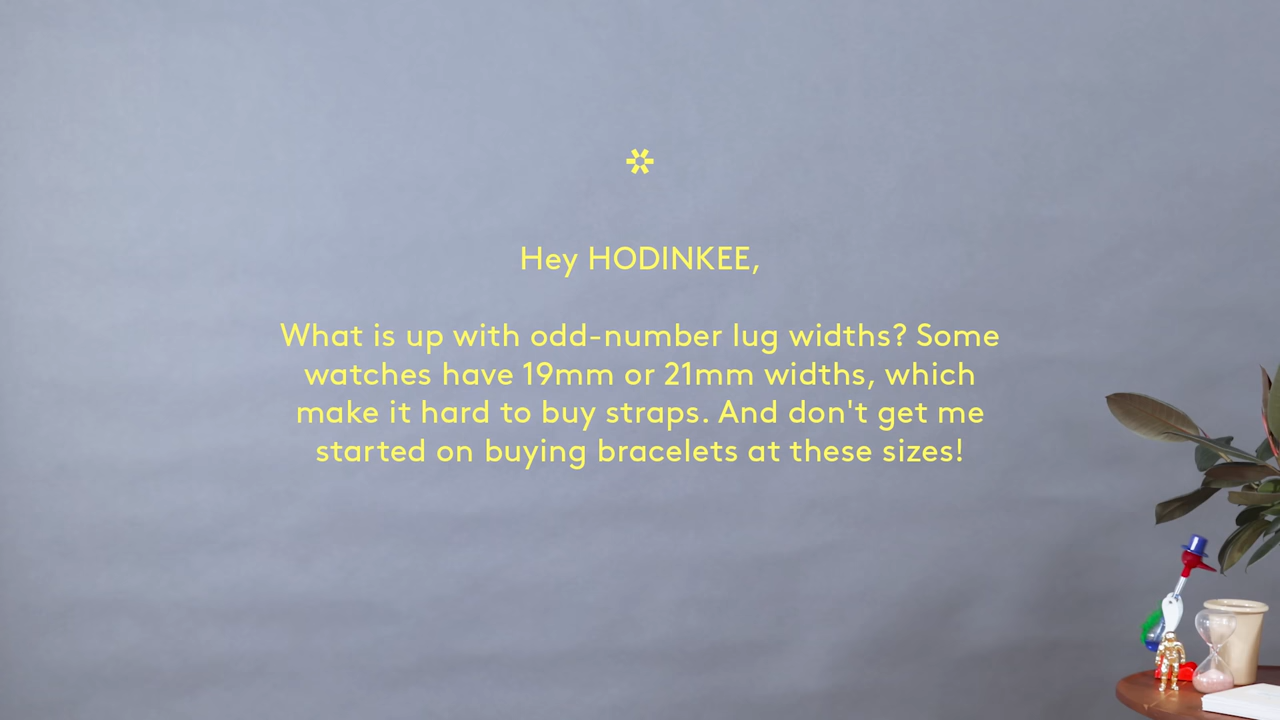 Hey HODINKEE,
What is up with odd-number lug widths? Some
watches have 19mm or 21mm widths, which
make it hard to buy straps. And don't get me
started on buying bracelets at these sizes!